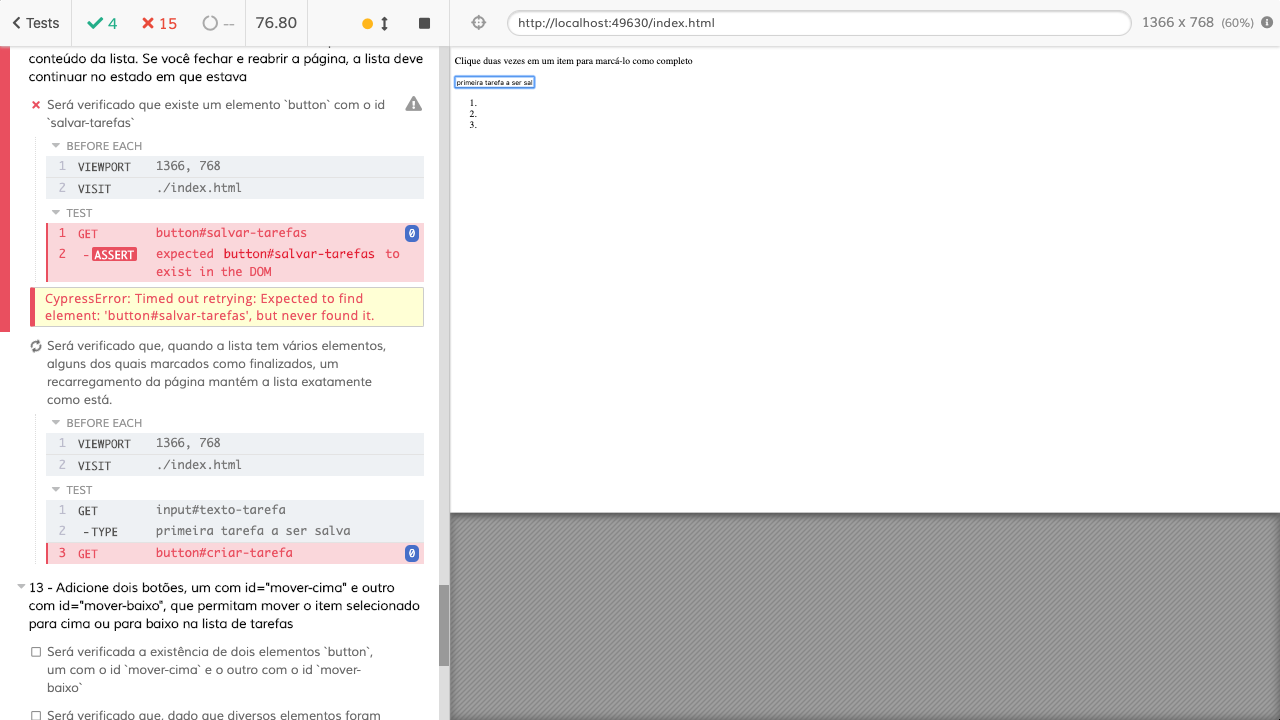 Tests
4
15
--
76.80
http://localhost:49630/index.html
1366 x 768 (60%)
conteúdo da lista. Se você fechar e reabrir a página, a lista deve
continuar no estado em que estava
Será verificado que existe um elemento `button` com o id
`salvar-tarefas`
BEFORE EACH
1 VIEWPORT 1366, 768
2 VISIT ./index.html
TEST
1 GET button#salvar-tarefas 0
2 -ASSERT expected button#salvar-tarefas to
exist in the DOM
CypressError: Timed out retrying: Expected to find
element: 'button#salvar-tarefas', but never found it.
Será verificado que, quando a lista tem vários elementos,
alguns dos quais marcados como finalizados, um
recarregamento da página mantém a lista exatamente
como está.
BEFORE EACH
1 VIEWPORT 1366, 768
2 VISIT ./index.html
TEST
1 GET input#texto-tarefa
2 -TYPE primeira tarefa a ser salva
3 GET button#criar-tarefa 0
13 - Adicione dois botões, um com id="mover-cima" e outro
com id="mover-baixo", que permitam mover o item selecionado
para cima ou para baixo na lista de tarefas
Será verificada a existência de dois elementos `button`,
um com o id `mover-cima` e o outro com o id `mover-
baixo`
Será verificado que, dado que diversos elementos foram
Clique duas vezes em um item para marcá-lo como completo
primeira tarefa a ser sal
1.
2.
3.